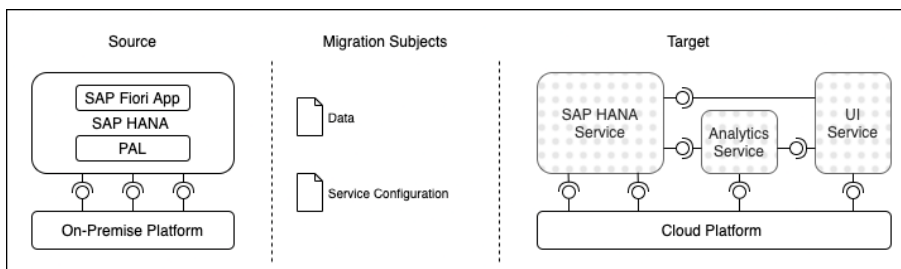 Source
Migration Subjects
Target
SAP Fiori App
SAP HANA
PAL
On-Premise Platform
Data
Service Configuration
SAP HANA
Service
Analytics
Service
UI
Service
Cloud Platform